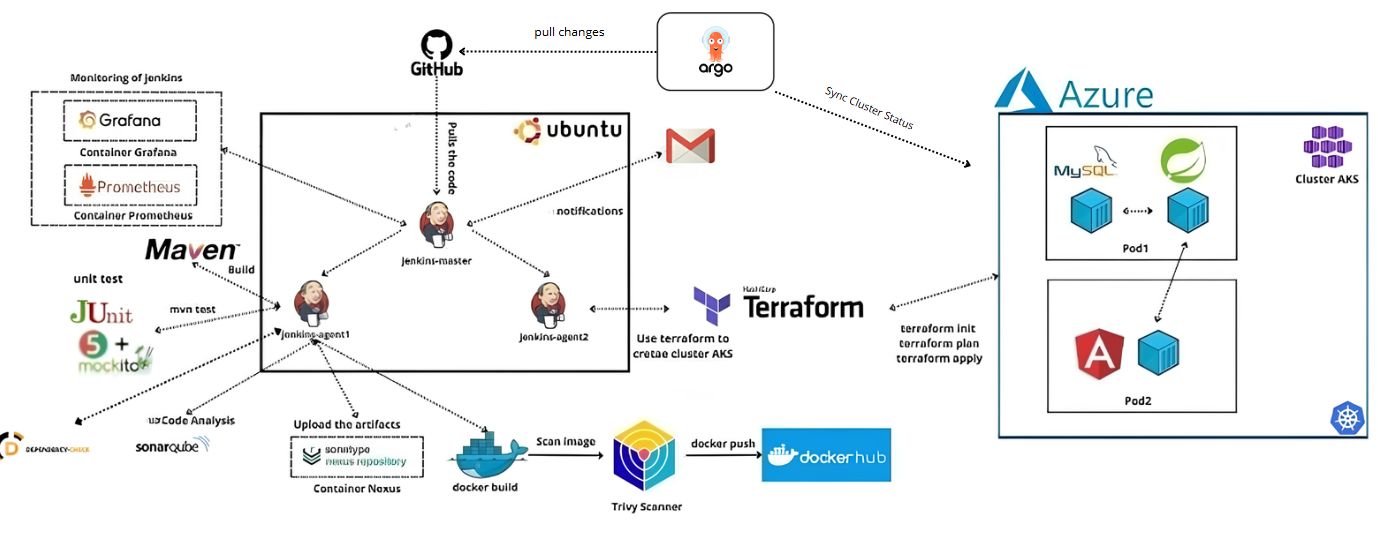 pull changes
GitHub
argo
Sync Cluster Status
Monitoring of jenkins
Grafana
Container Grafana
Prometheus
Container Prometheus
ubuntu
Pulls the code
notifications
jenkins-master
Azure
MySQL
Cluster AKS
Pod1
Maven™
Build
unit test
mvn test
JUnit
5 +
mockito
jenkins-agent1
jenkins-agent2
HashiCorp
Terraform
Use terraform to
cretae cluster AKS
terraform init
terraform plan
terraform apply
A
Pod2
D
DEPENDENCY-CHECK
Code Analysis
sonarqube
Upload the artifacts
sonatype
nexus repository
Container Nexus
docker build
Scan image
Trivy Scanner
docker push
dockerhub